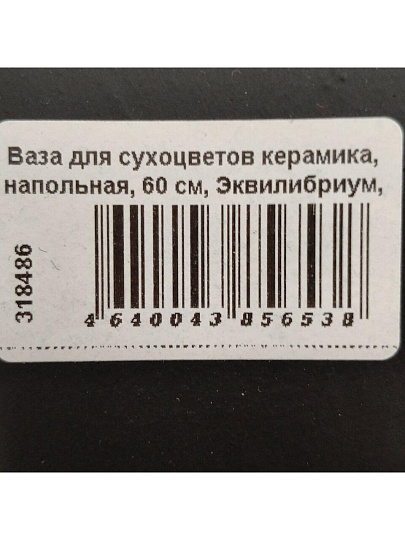 Ваза для сухоцветов керамика,
напольная, 60 см, Эквилибриум,
318486
4 640043 856538